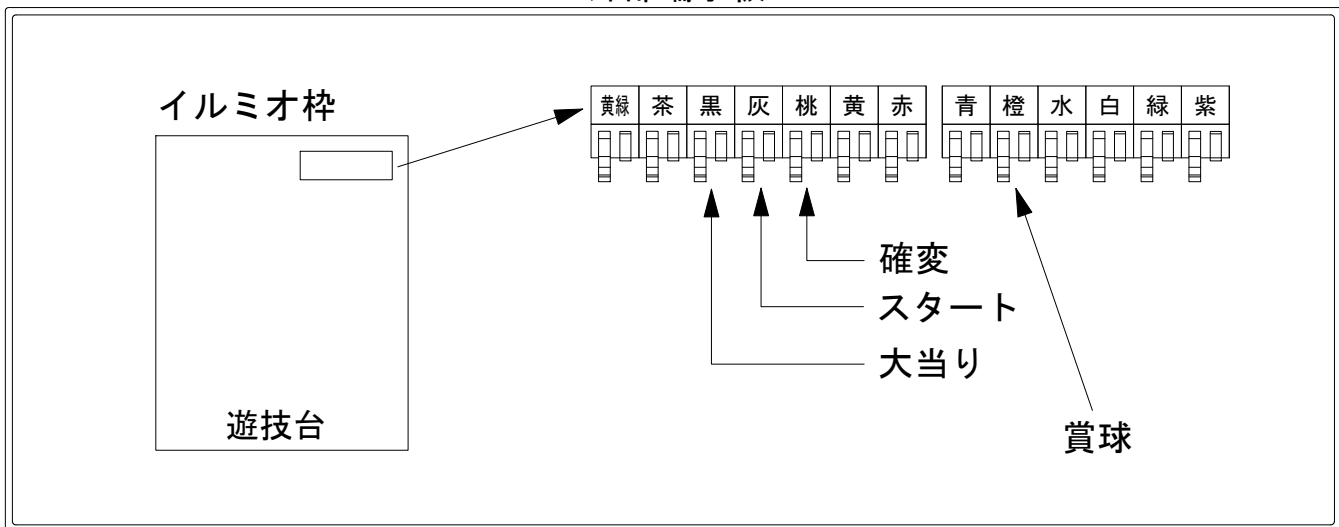 イルミオ枠
黄緑 茶 黒 灰 桃 黄 赤 青 橙 水 白 緑 紫
確変
スタート
大当り
遊技台
賞球